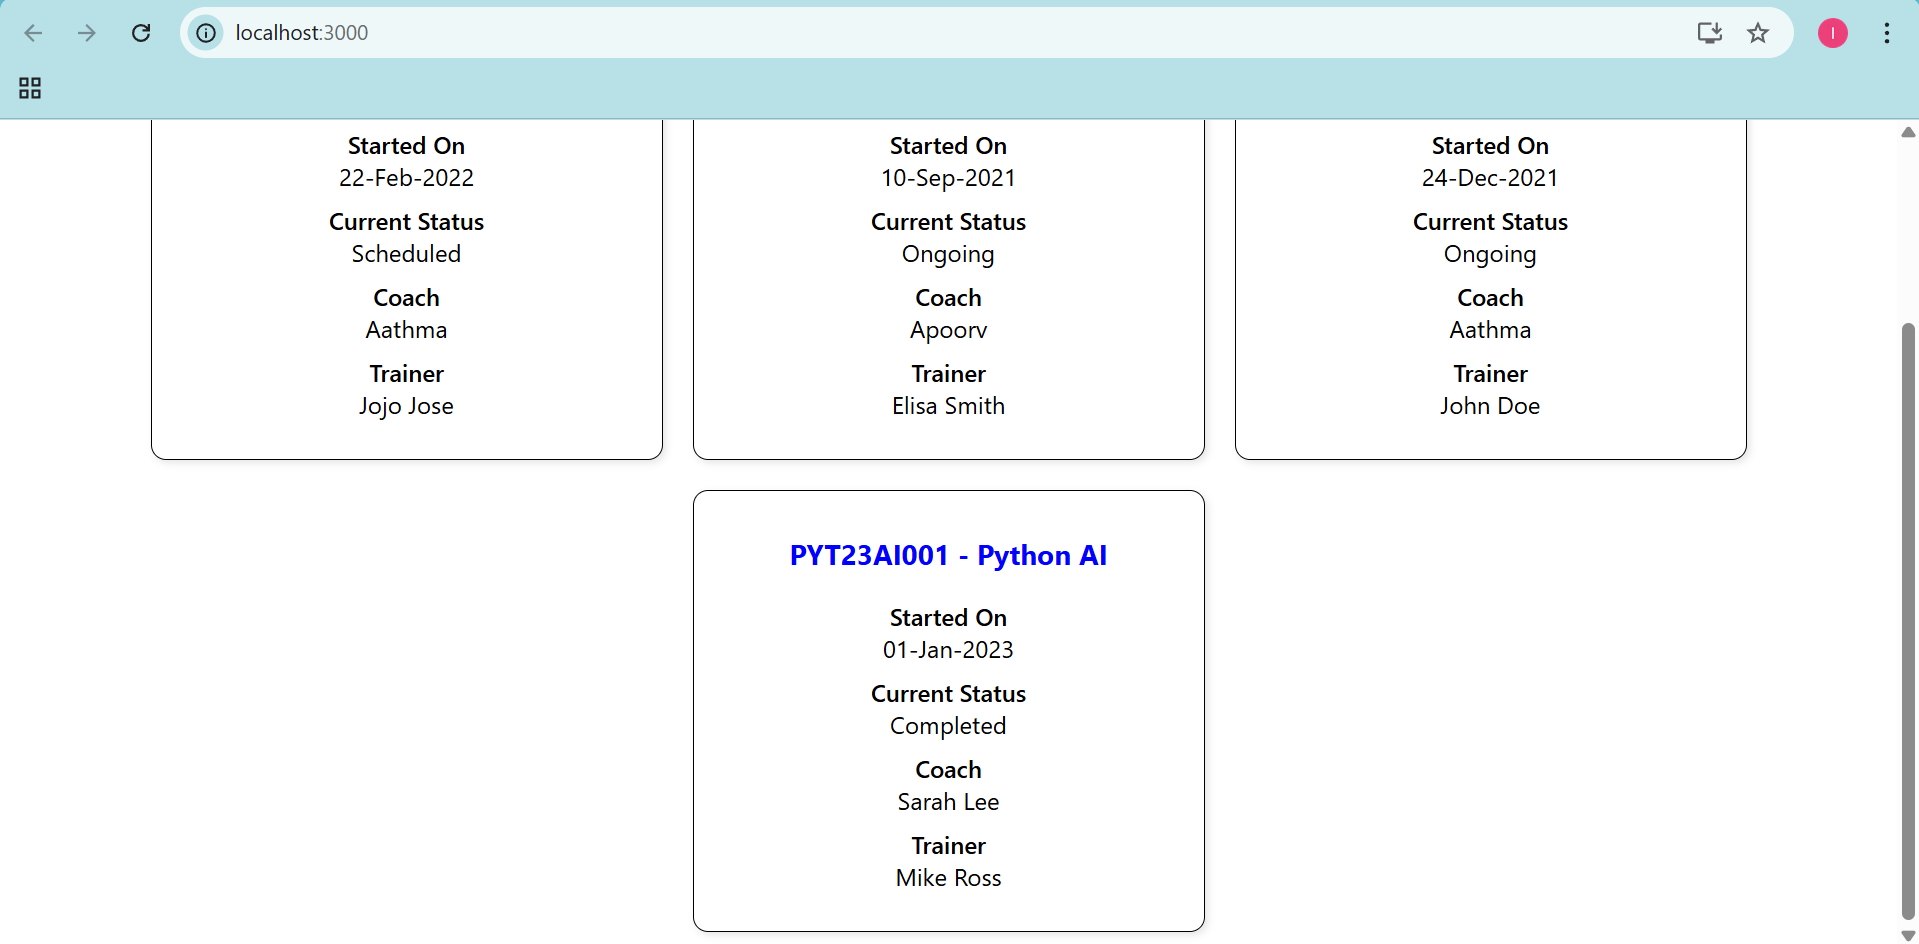 localhost:3000
I
Started On
22-Feb-2022
Current Status
Scheduled
Coach
Aathma
Trainer
Jojo Jose
Started On
10-Sep-2021
Current Status
Ongoing
Coach
Apoorv
Trainer
Elisa Smith
Started On
24-Dec-2021
Current Status
Ongoing
Coach
Aathma
Trainer
John Doe
PYT23AI001 - Python AI
Started On
01-Jan-2023
Current Status
Completed
Coach
Sarah Lee
Trainer
Mike Ross